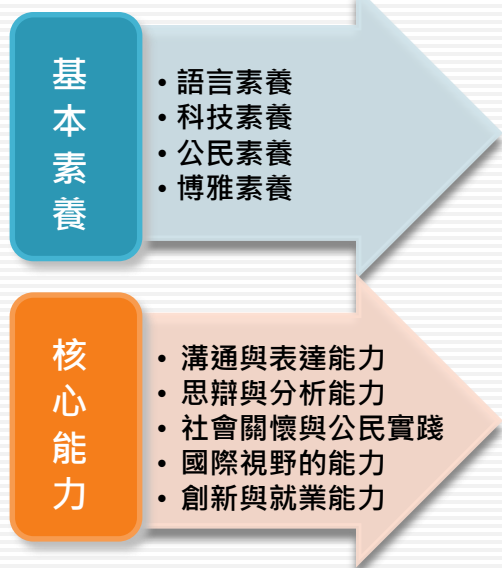 基本素養
• 語言素養
• 科技素養
• 公民素養
• 博雅素養
核心能力
• 溝通與表達能力
• 思辯與分析能力
• 社會關懷與公民實踐
• 國際視野的能力
• 創新與就業能力